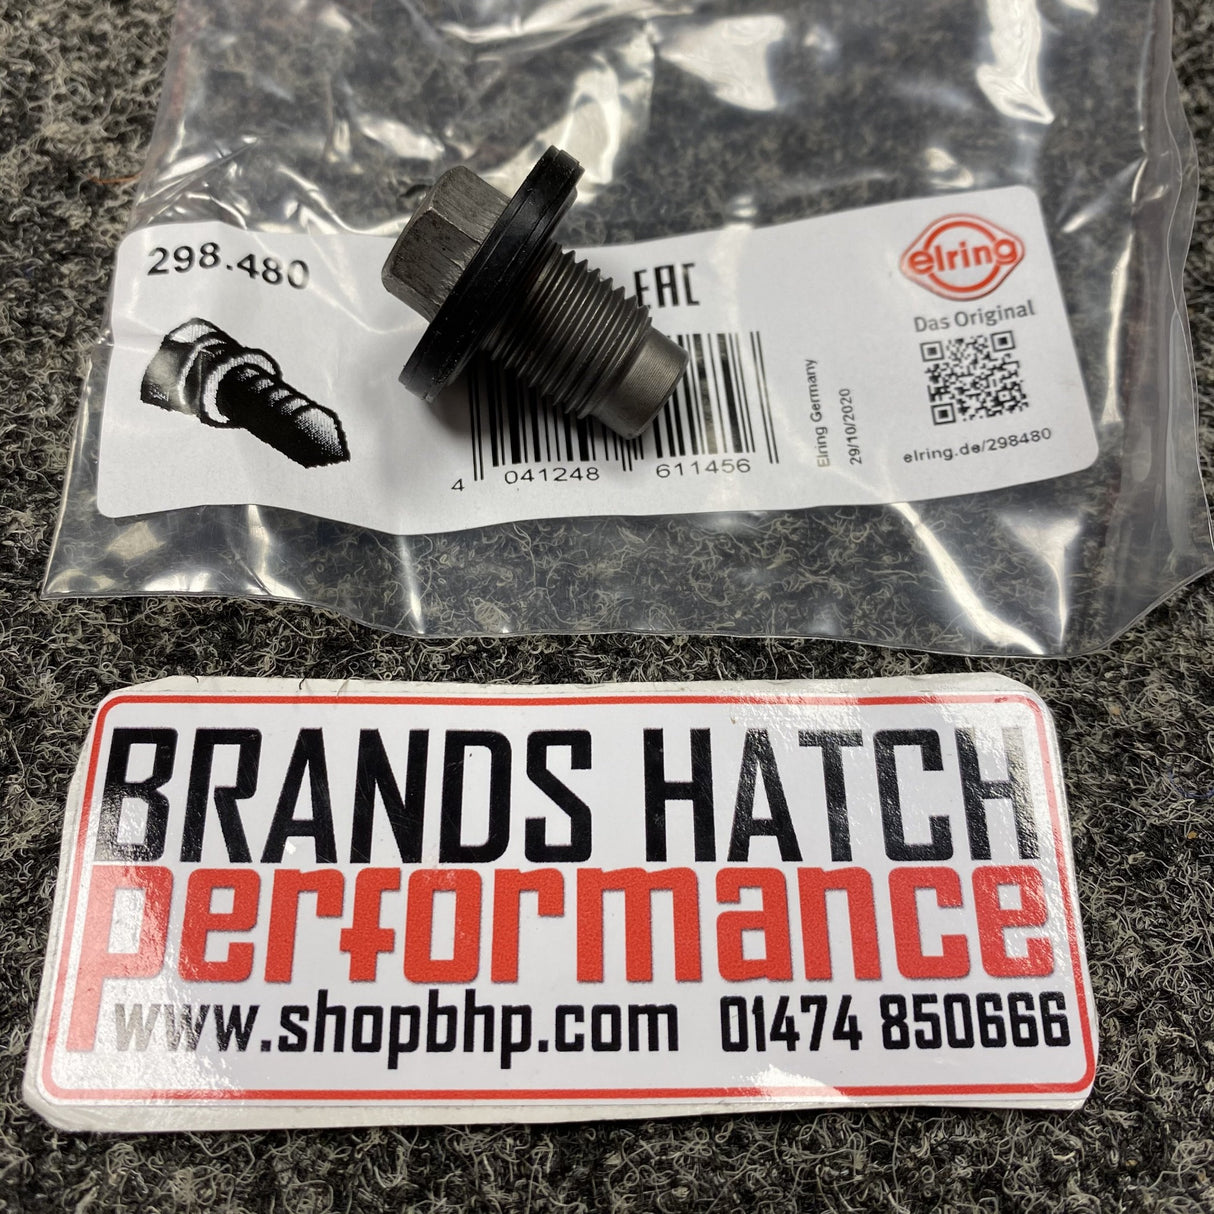 298.480
EAC
elring
Das Original
elring.de/298480
Elring Germany
29/10/2020
4 041248 611456
BRANDS HATCH
performance
www.shopbhp.com 01474 850666